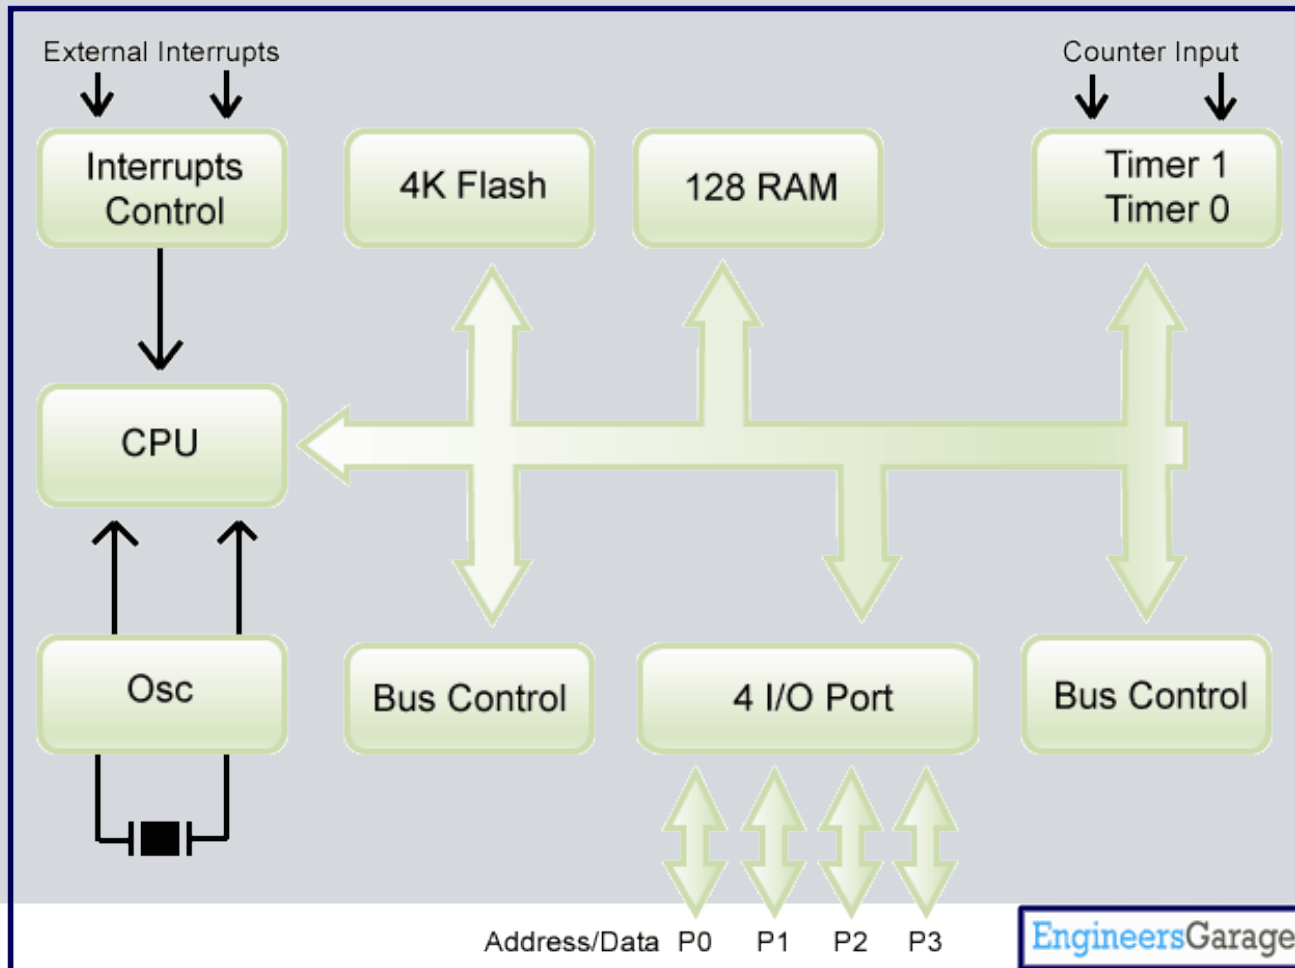 External Interrupts
Counter Input
Interrupts
Control
4K Flash
128 RAM
Timer 1
Timer 0
CPU
Osc
Bus Control
4 I/O Port
Bus Control
Address/Data P0 P1 P2 P3
EngineersGarage